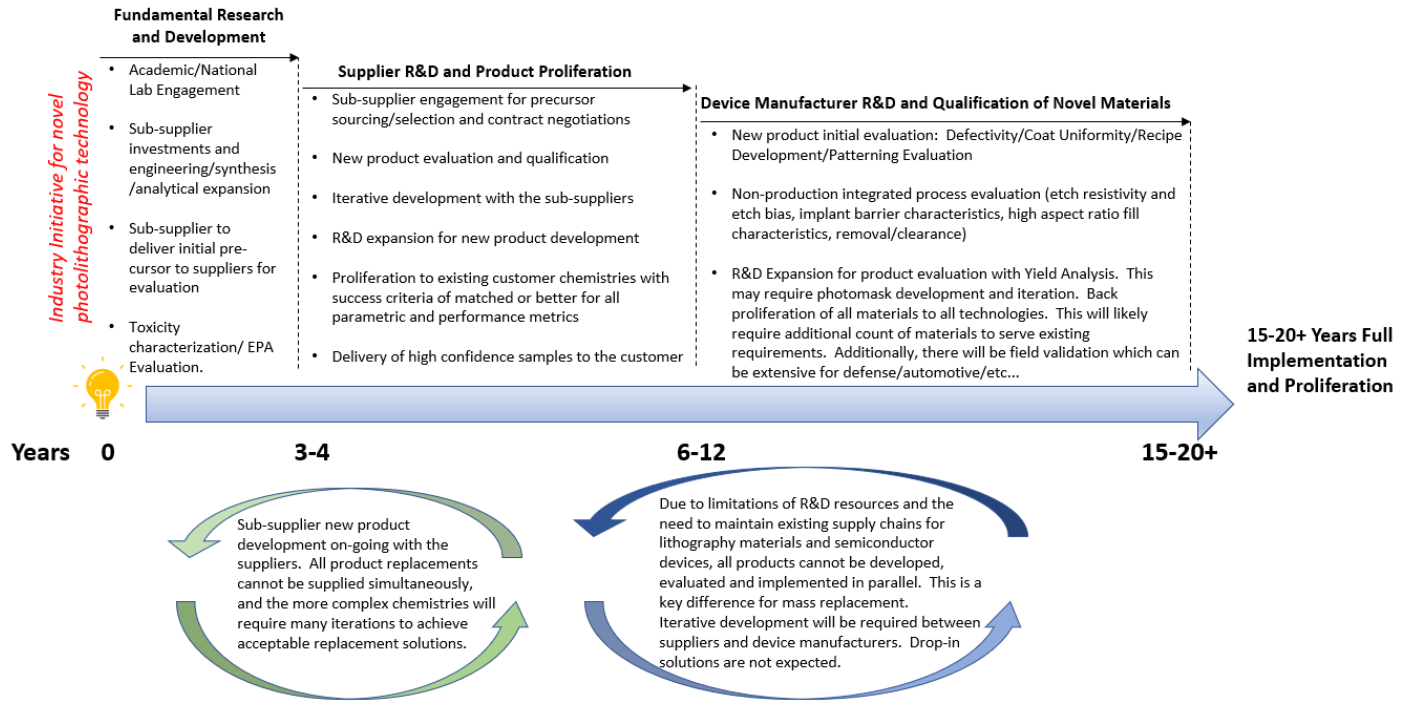 Industry Initiative for novel
photolithographic technology
Fundamental Research
and Development
• Academic/National
Lab Engagement
• Sub-supplier
investments and
engineering/synthesis
/analytical expansion
• Sub-supplier to
deliver initial pre-
cursor to suppliers for
evaluation
• Toxicity
characterization/ EPA
Evaluation.
Supplier R&D and Product Proliferation
• Sub-supplier engagement for precursor
sourcing/selection and contract negotiations
• New product evaluation and qualification
• Iterative development with the sub-suppliers
• R&D expansion for new product development
• Proliferation to existing customer chemistries with
success criteria of matched or better for all
parametric and performance metrics
• Delivery of high confidence samples to the customer
Device Manufacturer R&D and Qualification of Novel Materials
• New product initial evaluation: Defectivity/Coat Uniformity/Recipe
Development/Patterning Evaluation
• Non-production integrated process evaluation (etch resistivity and
etch bias, implant barrier characteristics, high aspect ratio fill
characteristics, removal/clearance)
• R&D Expansion for product evaluation with Yield Analysis. This
may require photomask development and iteration. Back
proliferation of all materials to all technologies. This will likely
require additional count of materials to serve existing
requirements. Additionally, there will be field validation which can
be extensive for defense/automotive/etc...
15-20+ Years Full
Implementation
and Proliferation
Years 0 3-4 6-12 15-20+
Sub-supplier new product
development on-going with the
suppliers. All product replacements
cannot be supplied simultaneously,
and the more complex chemistries will
require many iterations to achieve
acceptable replacement solutions.
Due to limitations of R&D resources and the
need to maintain existing supply chains for
lithography materials and semiconductor
devices, all products cannot be developed,
evaluated and implemented in parallel. This is a
key difference for mass replacement.
Iterative development will be required between
suppliers and device manufacturers. Drop-in
solutions are not expected.